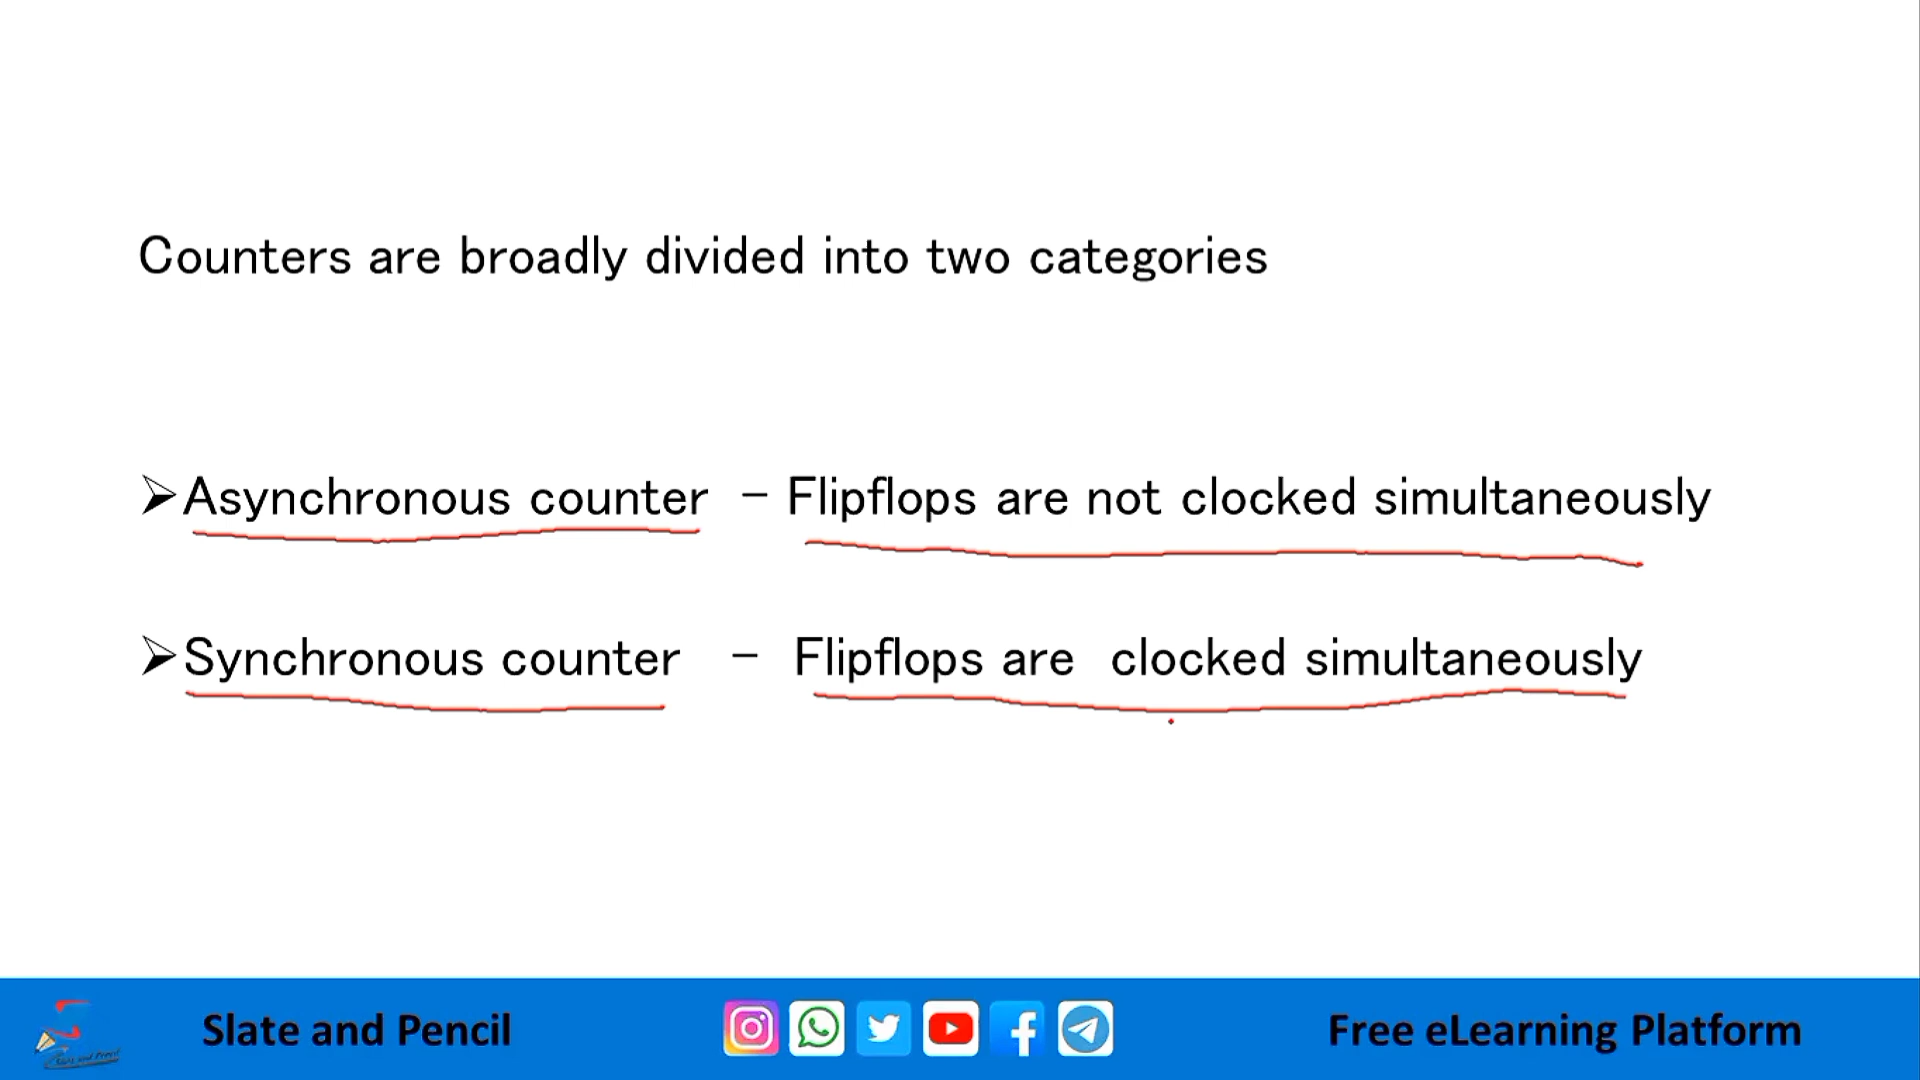 Counters are broadly divided into two categories
➢Asynchronous counter – Flipflops are not clocked simultaneously
➢Synchronous counter – Flipflops are clocked simultaneously
Slate and Pencil
Free eLearning Platform